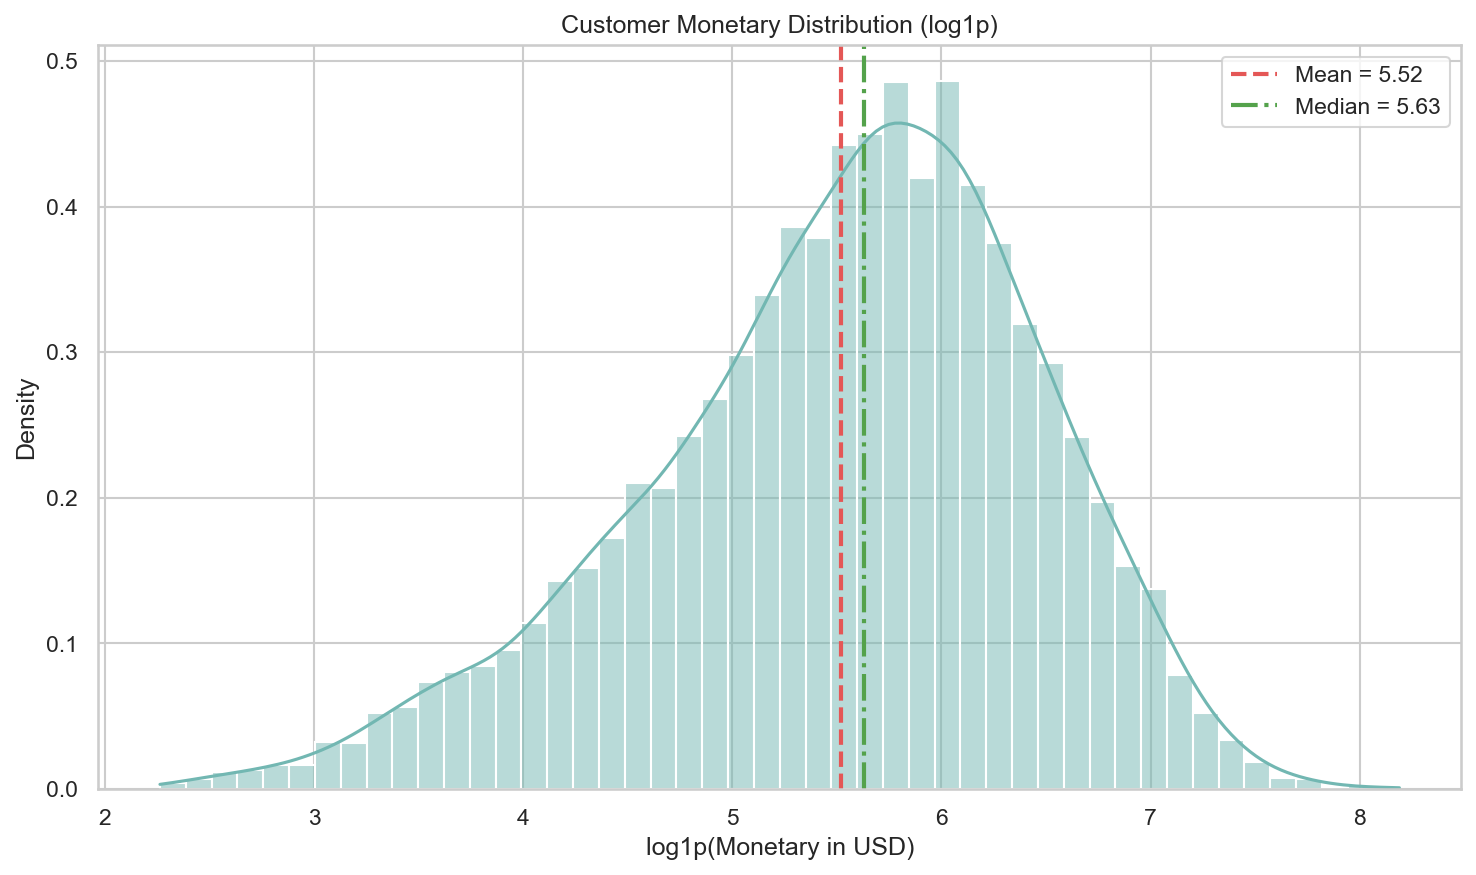 Customer Monetary Distribution (log1p)
Mean = 5.52
Median = 5.63
0.5
0.4
0.3
0.2
0.1
0.0
Density
2 3 4 5 6 7 8
log1p(Monetary in USD)